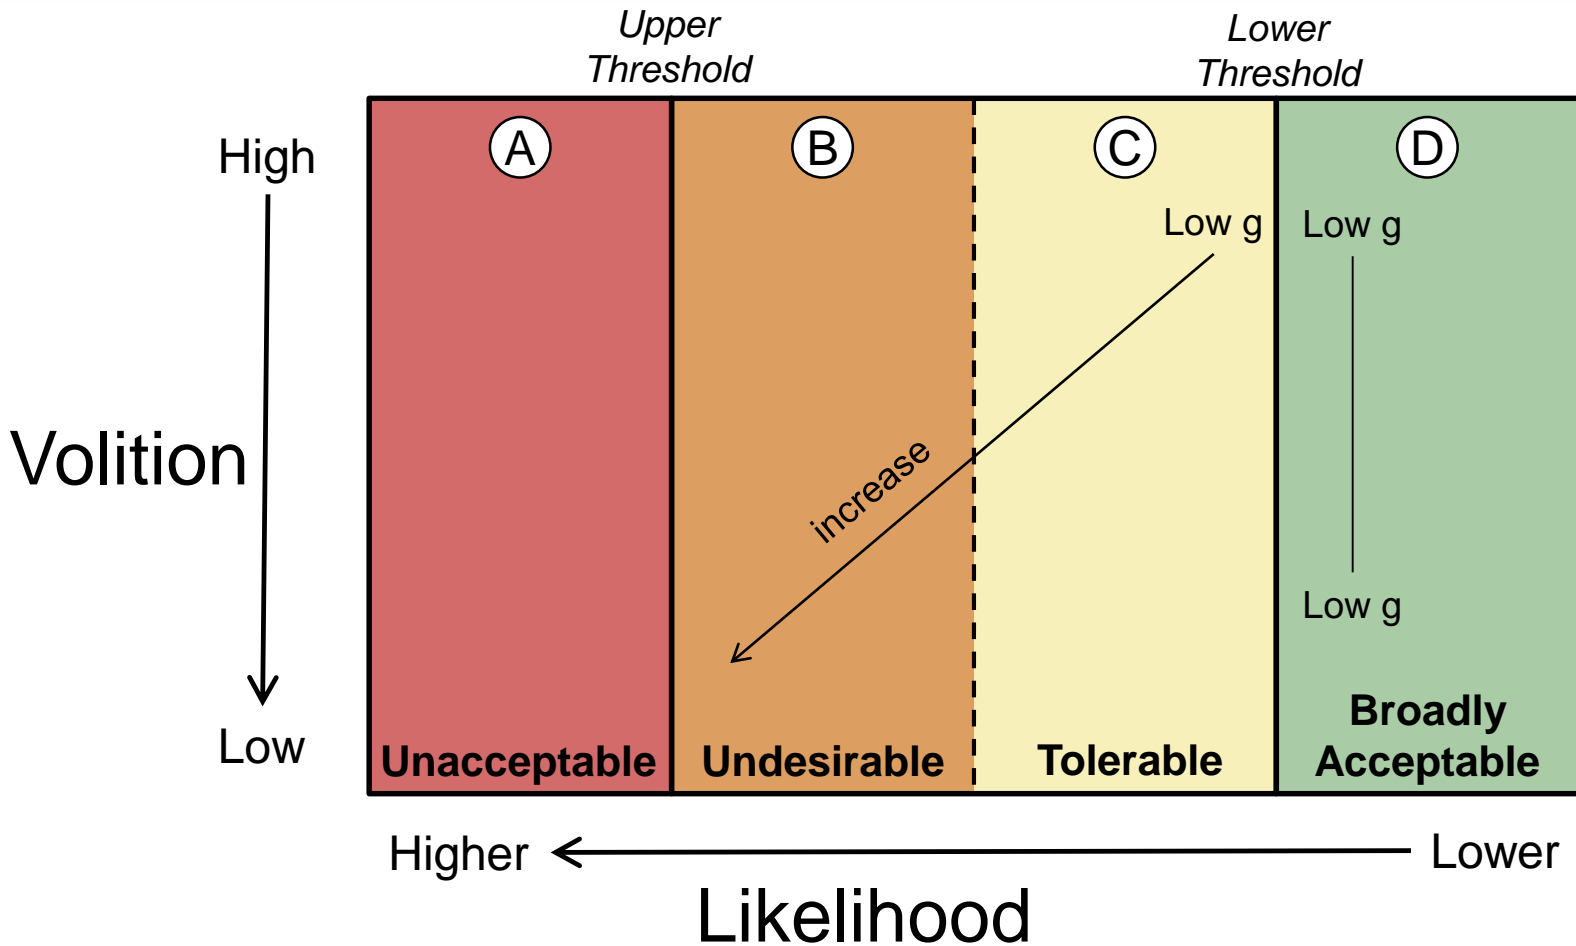 Upper
Threshold
Lower
Threshold
A
B
C
D
High
Low g
Low g
Volition
increase
Low g
Low
Unacceptable
Undesirable
Tolerable
Broadly
Acceptable
Higher
Lower
Likelihood